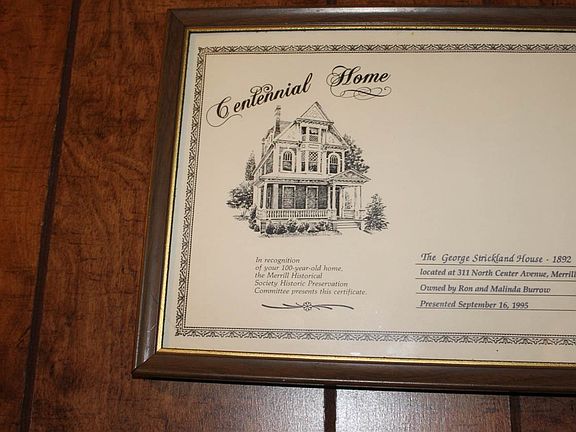 Centennial Home
In recognition
of your 100-year-old home,
the Merrill Historical
Society Historic Preservation
Committee presents this certificate.
The George Strickland House - 1892
located at 311 North Center Avenue, Merrill
Owned by Ron and Malinda Burrow
Presented September 16, 1995